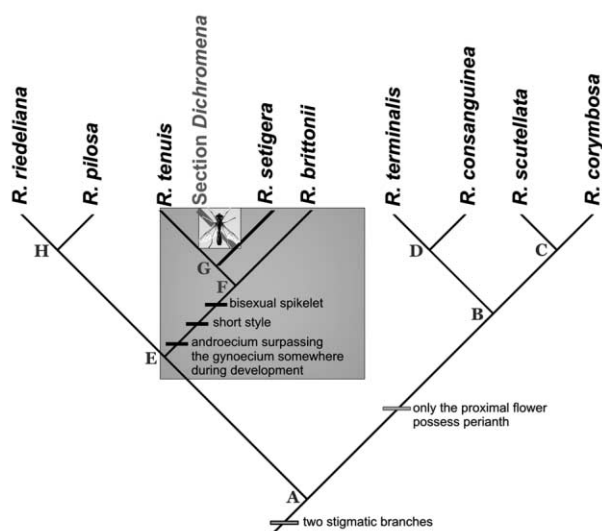 R. riedeliana
R. pilosa
R. tenuis
Section Dichromena
R. setigera
R. brittonii
R. terminalis
R. consanguinea
R. scutellata
R. corymbosa
H
G
F
D
C
B
bisexual spikelet
short style
androecium surpassing
the gynoecium somewhere
during development
E
only the proximal flower
possess perianth
A
two stigmatic branches